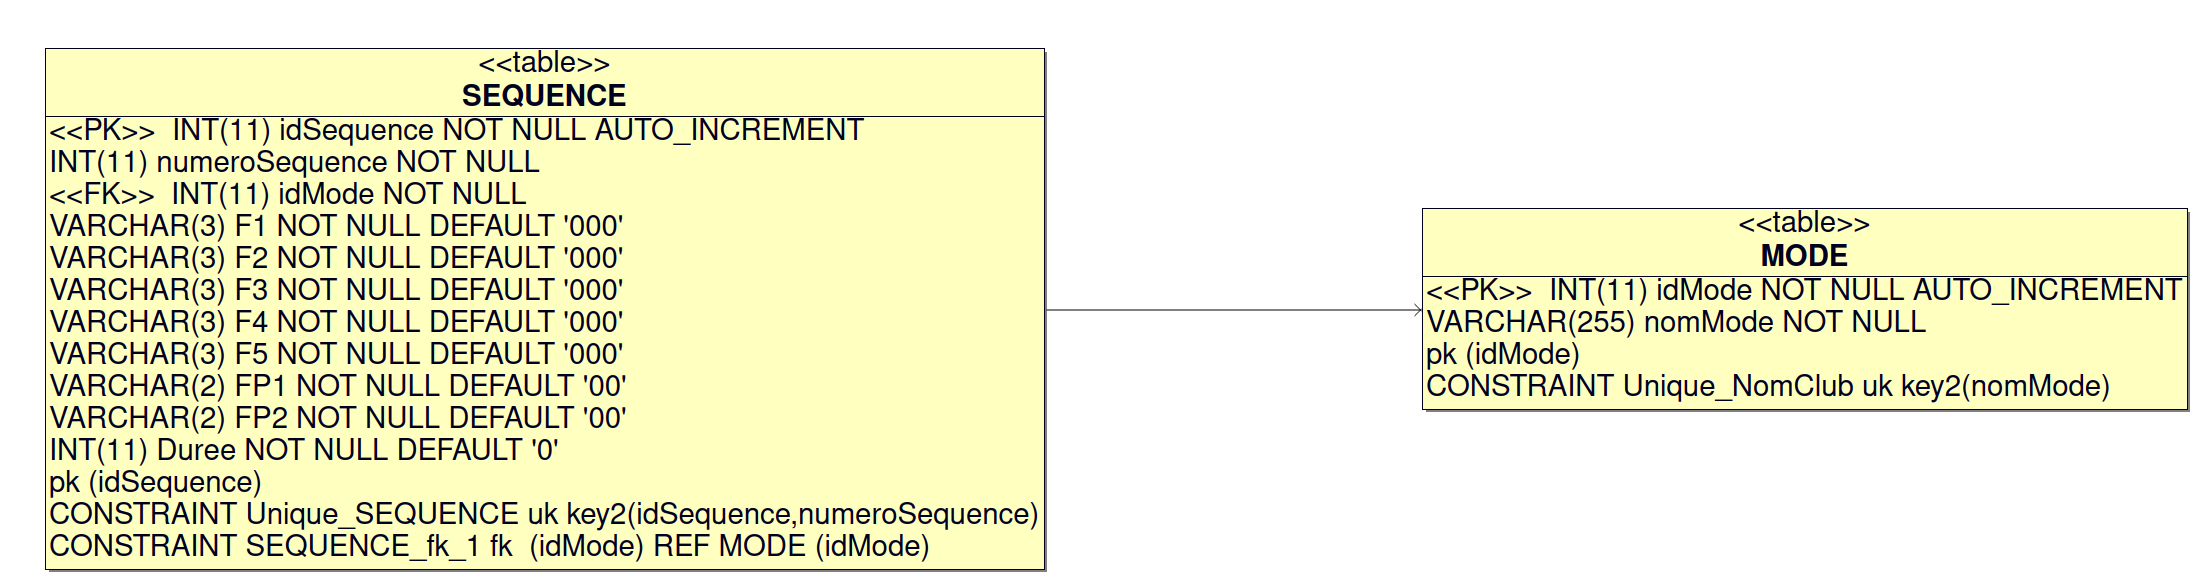 <<table>>
SEQUENCE
<<PK>> INT(11) idSequence NOT NULL AUTO_INCREMENT
INT(11) numeroSequence NOT NULL
<<FK>> INT(11) idMode NOT NULL
VARCHAR(3) F1 NOT NULL DEFAULT '000'
VARCHAR(3) F2 NOT NULL DEFAULT '000'
VARCHAR(3) F3 NOT NULL DEFAULT '000'
VARCHAR(3) F4 NOT NULL DEFAULT '000'
VARCHAR(3) F5 NOT NULL DEFAULT '000'
VARCHAR(2) FP1 NOT NULL DEFAULT '00'
VARCHAR(2) FP2 NOT NULL DEFAULT '00'
INT(11) Duree NOT NULL DEFAULT '0'
pk (idSequence)
CONSTRAINT Unique_SEQUENCE uk key2(idSequence,numeroSequence)
CONSTRAINT SEQUENCE_fk_1 fk (idMode) REF MODE (idMode)
<<table>>
MODE
<<PK>> INT(11) idMode NOT NULL AUTO_INCREMENT
VARCHAR(255) nomMode NOT NULL
pk (idMode)
CONSTRAINT Unique_NomClub uk key2(nomMode)